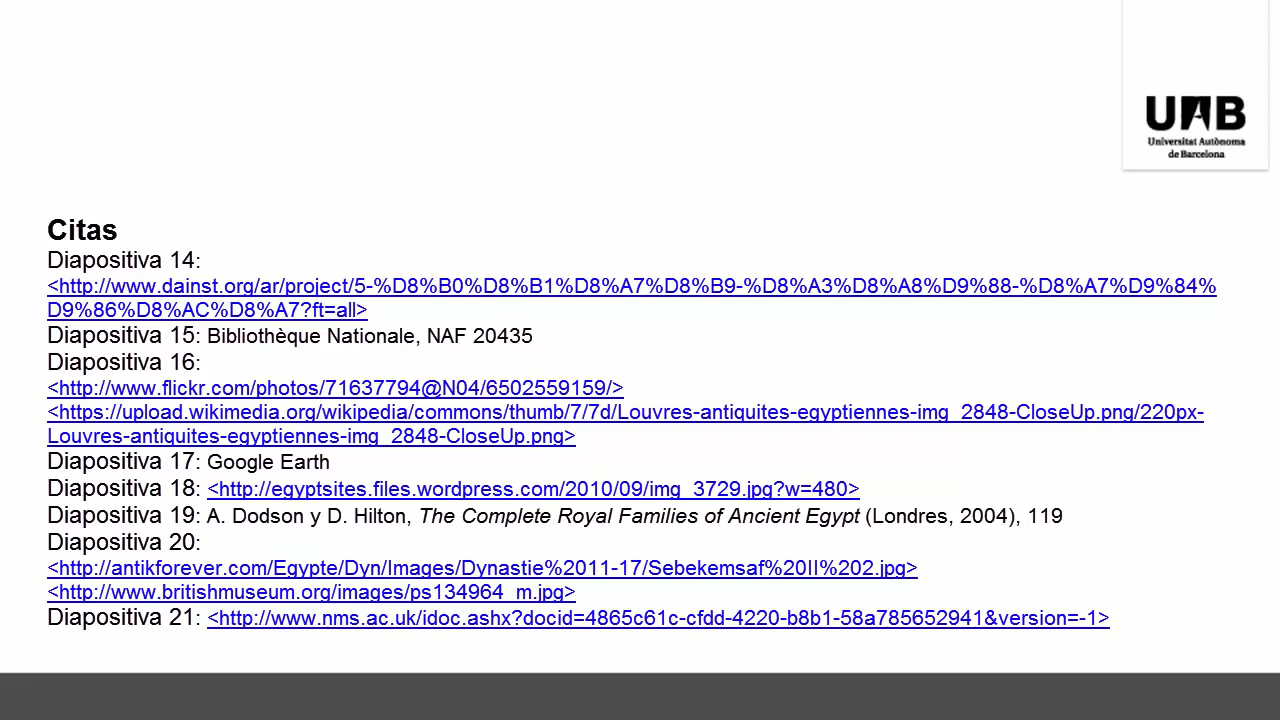 UAB
Universitat Autònoma
de Barcelona
Citas
Diapositiva 14:
<http://www.dainst.org/ar/project/5-%D8%B0%D8%B1%D8%A7%D8%B9-%D8%A3%D8%A8%D9%88-%D8%A7%D9%84%
D9%86%D8%AC%D8%A7?ft=all>
Diapositiva 15: Bibliothèque Nationale, NAF 20435
Diapositiva 16:
<http://www.flickr.com/photos/71637794@N04/6502559159/>
<https://upload.wikimedia.org/wikipedia/commons/thumb/7/7d/Louvres-antiquites-egyptiennes-img_2848-CloseUp.png/220px-
Louvres-antiquites-egyptiennes-img_2848-CloseUp.png>
Diapositiva 17: Google Earth
Diapositiva 18: <http://egyptsites.files.wordpress.com/2010/09/img_3729.jpg?w=480>
Diapositiva 19: A. Dodson y D. Hilton, The Complete Royal Families of Ancient Egypt (Londres, 2004), 119
Diapositiva 20:
<http://antikforever.com/Egypte/Dyn/Images/Dynastie%2011-17/Sebekemsaf%20II%202.jpg>
<http://www.britishmuseum.org/images/ps134964_m.jpg>
Diapositiva 21: <http://www.nms.ac.uk/idoc.ashx?docid=4865c61c-cfdd-4220-b8b1-58a785652941&version=-1>